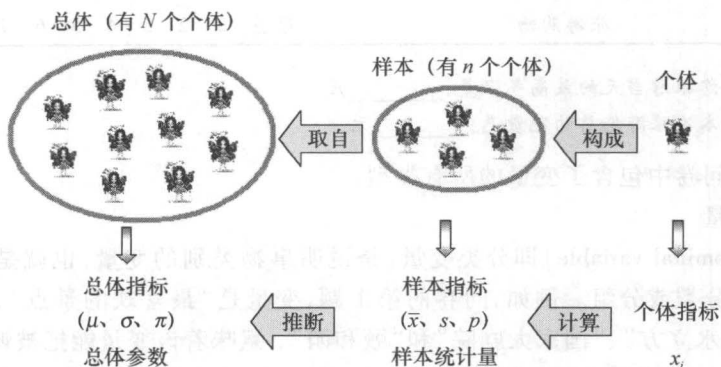 总体（有 N 个个体）
样本（有 n 个个体）
个体
取自
构成
总体指标
（μ、σ、π）
总体参数
推断
样本指标
（x̄、s、p）
样本统计量
计算
个体指标
xᵢ